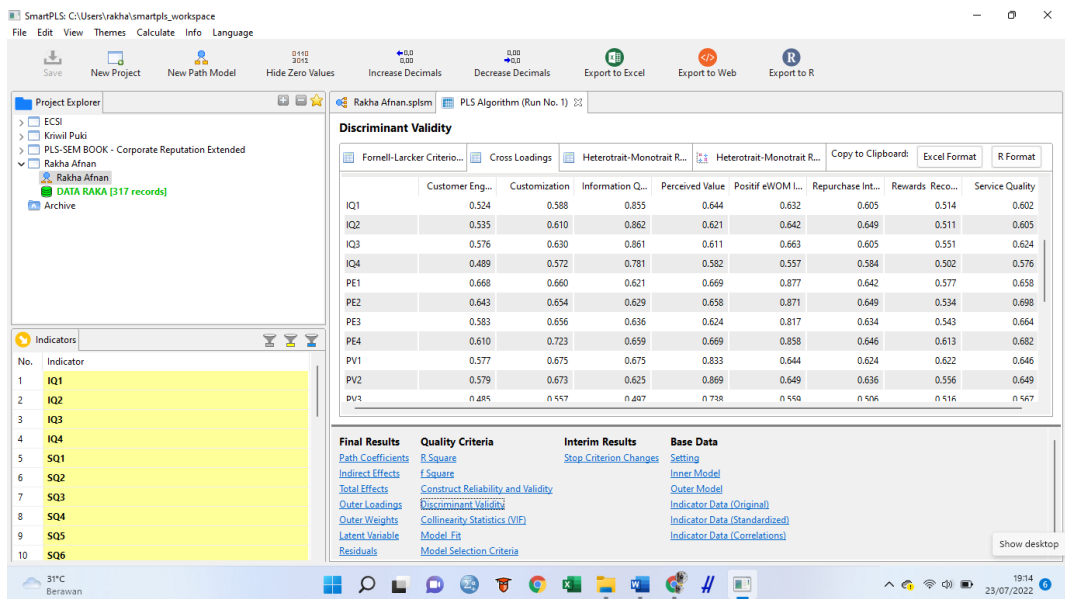 SmartPLS: C:\Users\rakha\smartpls_workspace
File Edit View Themes Calculate Info Language
Save New Project New Path Model Hide Zero Values Increase Decimals Decrease Decimals Export to Excel Export to Web Export to R
Project Explorer
ECSI
Kriwil Puki
PLS-SEM BOOK - Corporate Reputation Extended
Rakha Afnan
Rakha Afnan
DATA RAKA [317 records]
Archive
Indicators
No. Indicator
1 IQ1
2 IQ2
3 IQ3
4 IQ4
5 SQ1
6 SQ2
7 SQ3
8 SQ4
9 SQ5
10 SQ6
Rakha Afnan.splsm PLS Algorithm (Run No. 1)
Discriminant Validity
Fornell-Larcker Criterio... Cross Loadings Heterotrait-Monotrait R... Heterotrait-Monotrait R... Copy to Clipboard: Excel Format R Format
Customer Eng... Customization Information Q... Perceived Value Positif eWOM I... Repurchase Int... Rewards Reco... Service Quality
IQ1 0.524 0.588 0.855 0.644 0.632 0.605 0.514 0.602
IQ2 0.535 0.610 0.862 0.621 0.642 0.649 0.511 0.605
IQ3 0.576 0.630 0.861 0.611 0.663 0.605 0.551 0.624
IQ4 0.489 0.572 0.781 0.582 0.557 0.584 0.502 0.576
PE1 0.668 0.660 0.621 0.669 0.877 0.642 0.577 0.658
PE2 0.643 0.654 0.629 0.658 0.871 0.649 0.534 0.698
PE3 0.583 0.656 0.636 0.624 0.817 0.634 0.543 0.664
PE4 0.610 0.723 0.659 0.669 0.858 0.646 0.613 0.682
PV1 0.577 0.675 0.675 0.833 0.644 0.624 0.622 0.646
PV2 0.579 0.673 0.625 0.869 0.649 0.636 0.556 0.649
PV3 0.485 0.557 0.497 0.738 0.559 0.506 0.516 0.567
Final Results Quality Criteria Interim Results Base Data
Path Coefficients R Square Stop Criterion Changes Setting
Indirect Effects f Square Inner Model
Total Effects Construct Reliability and Validity Outer Model
Outer Loadings Discriminant Validity Indicator Data (Original)
Outer Weights Collinearity Statistics (VIF) Indicator Data (Standardized)
Latent Variable Model Fit Indicator Data (Correlations)
Residuals Model Selection Criteria
Show desktop
31°C
Berawan
19:14
23/07/2022
6